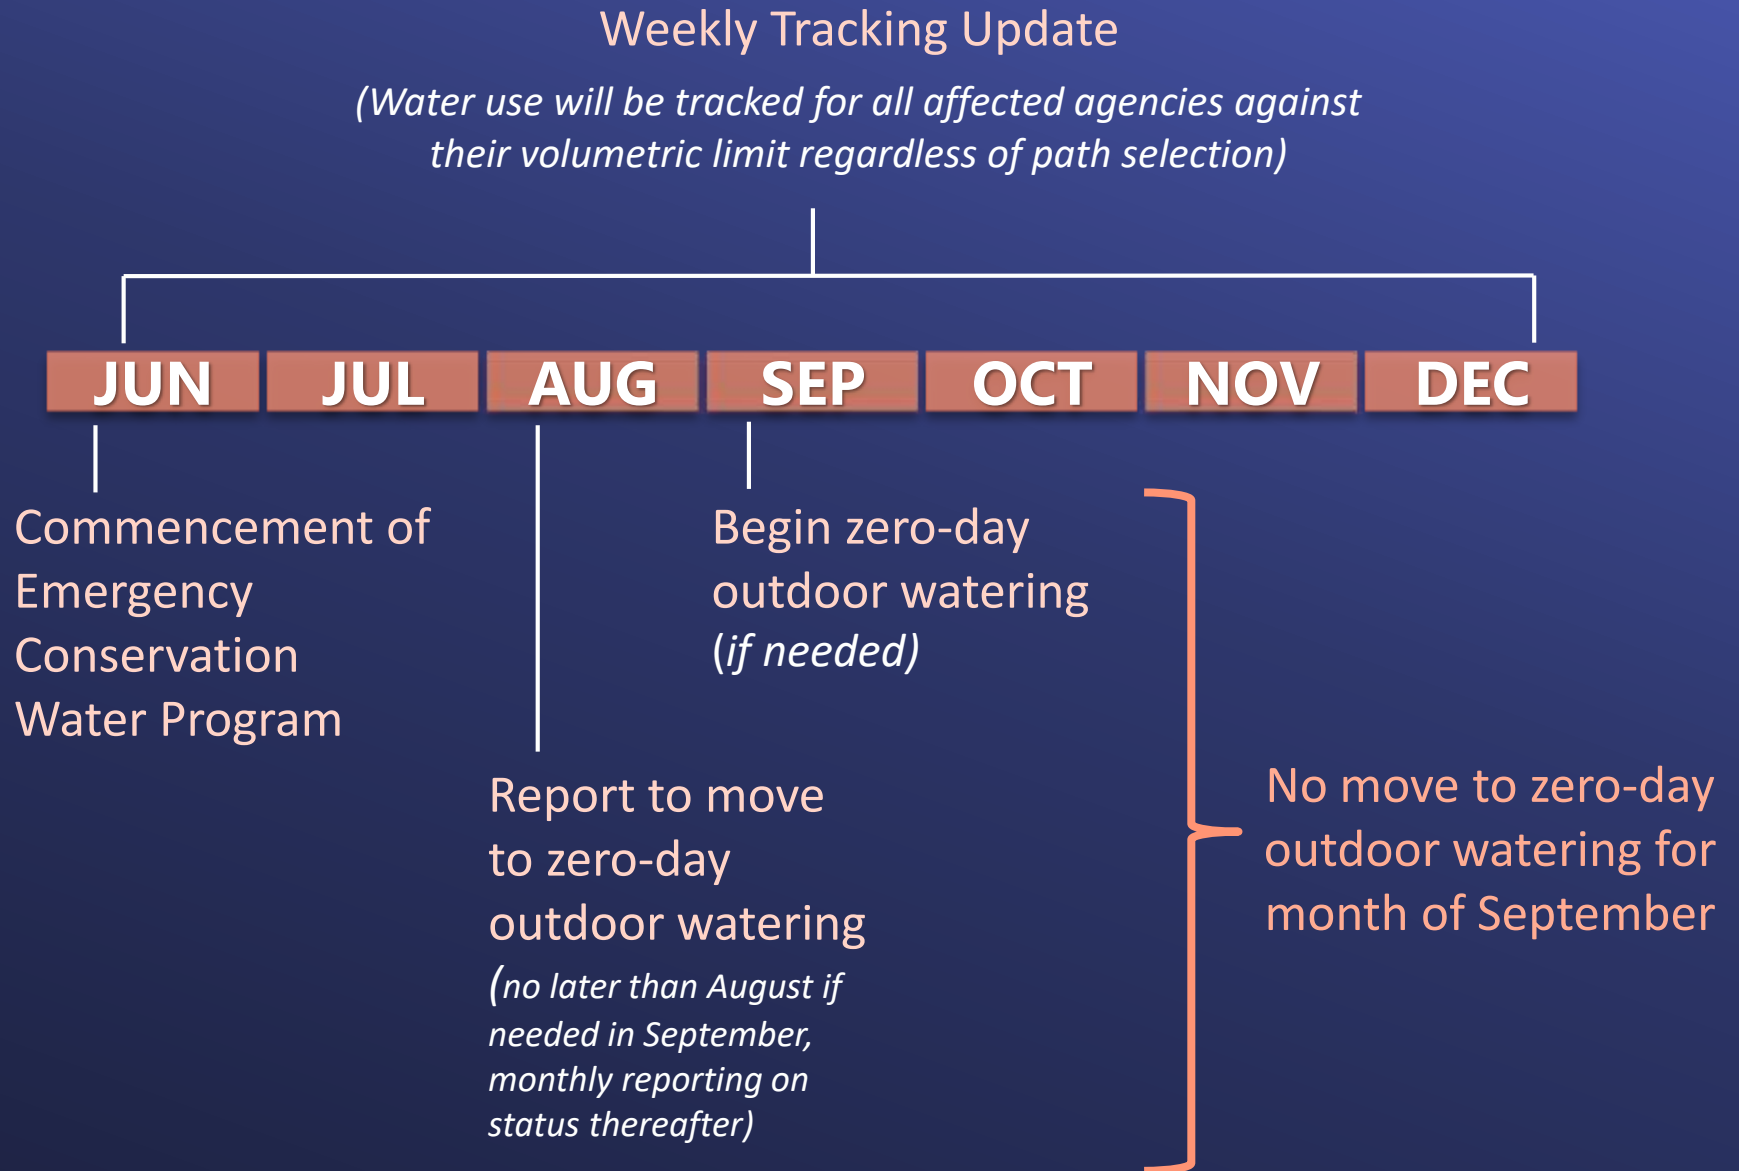 Weekly Tracking Update
(Water use will be tracked for all affected agencies against
their volumetric limit regardless of path selection)
JUN
JUL
AUG
SEP
OCT
NOV
DEC
Commencement of
Emergency
Conservation
Water Program
Report to move
to zero-day
outdoor watering
(no later than August if
needed in September,
monthly reporting on
status thereafter)
Begin zero-day
outdoor watering
(if needed)
No move to zero-day
outdoor watering for
month of September